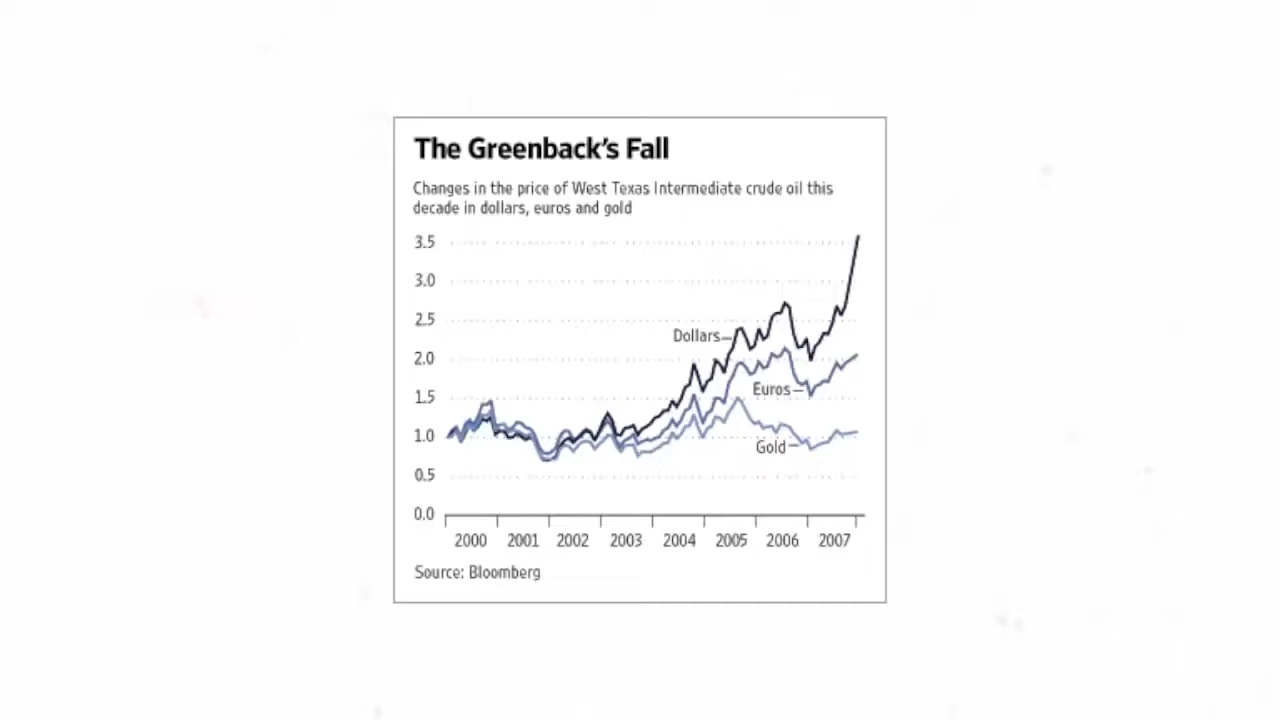 The Greenback's Fall
Changes in the price of West Texas Intermediate crude oil this
decade in dollars, euros and gold
3.5
3.0
2.5
Dollars
2.0
Euros
1.5
1.0
Gold
0.5
0.0
2000 2001 2002 2003 2004 2005 2006 2007
Source: Bloomberg